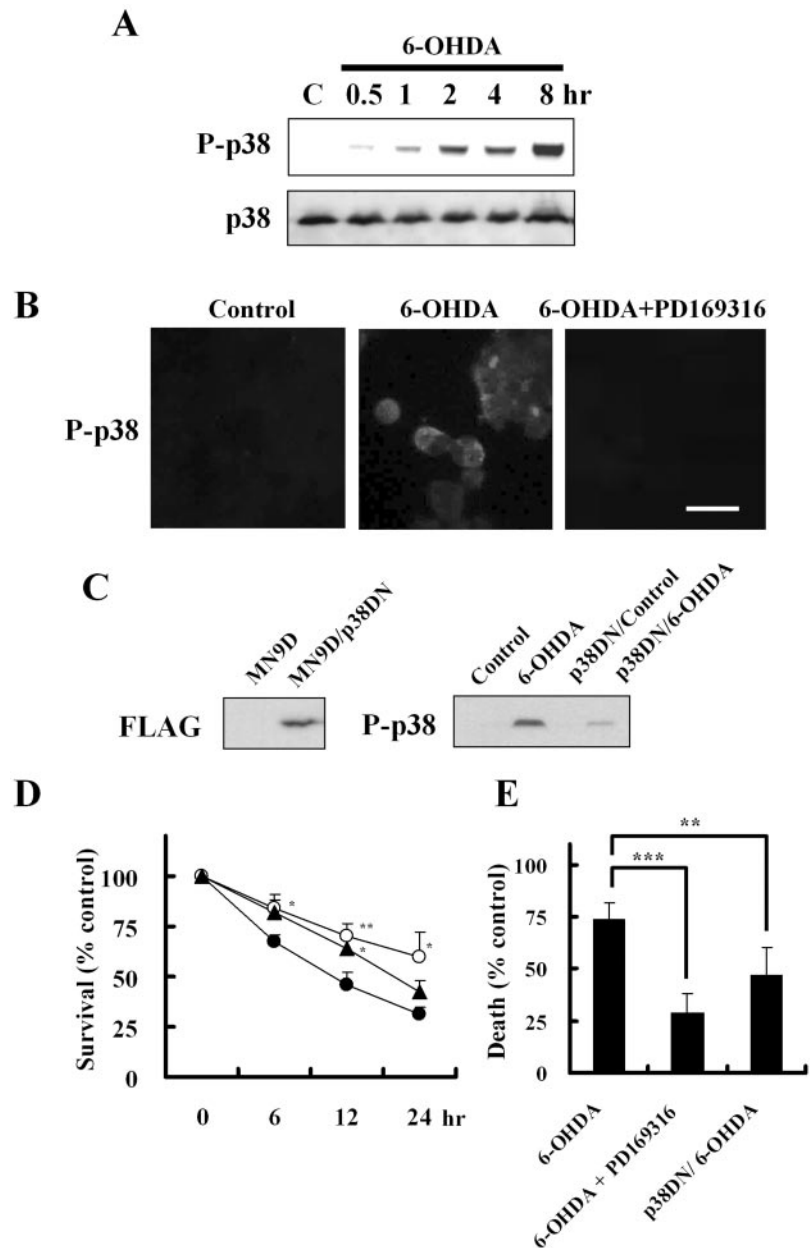 A
6-OHDA
C 0.5 1 2 4 8 hr
P-p38
p38
B
Control 6-OHDA 6-OHDA+PD169316
P-p38
C
MN9D
MN9D/p38DN
Control
6-OHDA
p38DN/Control
p38DN/6-OHDA
FLAG
P-p38
D
Survival (% control)
100
75
50
25
0
*
**
*
*
0 6 12 24 hr
E
Death (% control)
100
75
50
25
0
**
***
6-OHDA
6-OHDA + PD169316
p38DN/ 6-OHDA